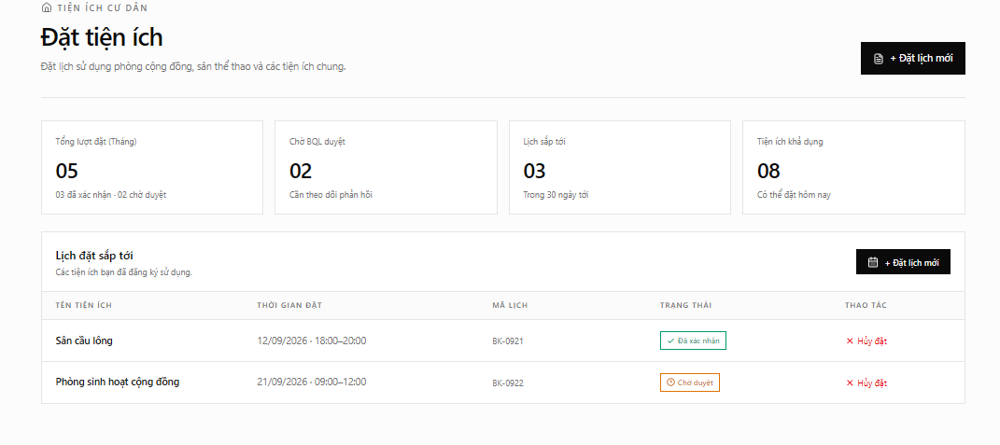 TIỆN ÍCH CƯ DÂN
Đặt tiện ích
Đặt lịch sử dụng phòng cộng đồng, sân thể thao và các tiện ích chung.
+ Đặt lịch mới
Tổng lượt đặt (Tháng)
05
03 đã xác nhận · 02 chờ duyệt
Chờ BQL duyệt
02
Cần theo dõi phản hồi
Lịch sắp tới
03
Trong 30 ngày tới
Tiện ích khả dụng
08
Có thể đặt hôm nay
Lịch đặt sắp tới
Các tiện ích bạn đã đăng ký sử dụng.
+ Đặt lịch mới
TÊN TIỆN ÍCH THỜI GIAN ĐẶT MÃ LỊCH TRẠNG THÁI THAO TÁC
Sân cầu lông 12/09/2026 · 18:00–20:00 BK-0921 Đã xác nhận Hủy đặt
Phòng sinh hoạt cộng đồng 21/09/2026 · 09:00–12:00 BK-0922 Chờ duyệt Hủy đặt